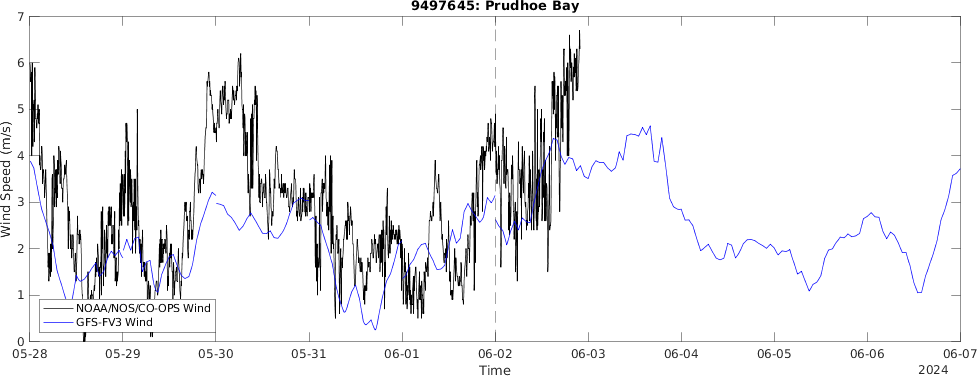 9497645: Prudhoe Bay
Wind Speed (m/s)
7
6
5
4
3
2
1
0
NOAA/NOS/CO-OPS Wind
GFS-FV3 Wind
05-28 05-29 05-30 05-31 06-01 06-02 06-03 06-04 06-05 06-06 06-07
Time
2024